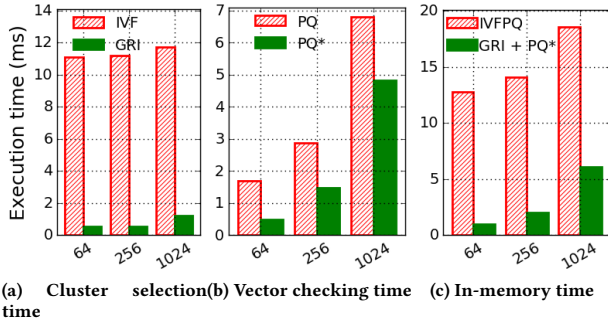 14
12
10
8
6
4
2
0
Execution time (ms)
IVF
GRI
64
256
1024
7
6
5
4
3
2
1
0
PQ
PQ*
64
256
1024
20
15
10
5
0
IVFPQ
GRI + PQ*
64
256
1024
(a) Cluster selection
time
(b) Vector checking time
(c) In-memory time